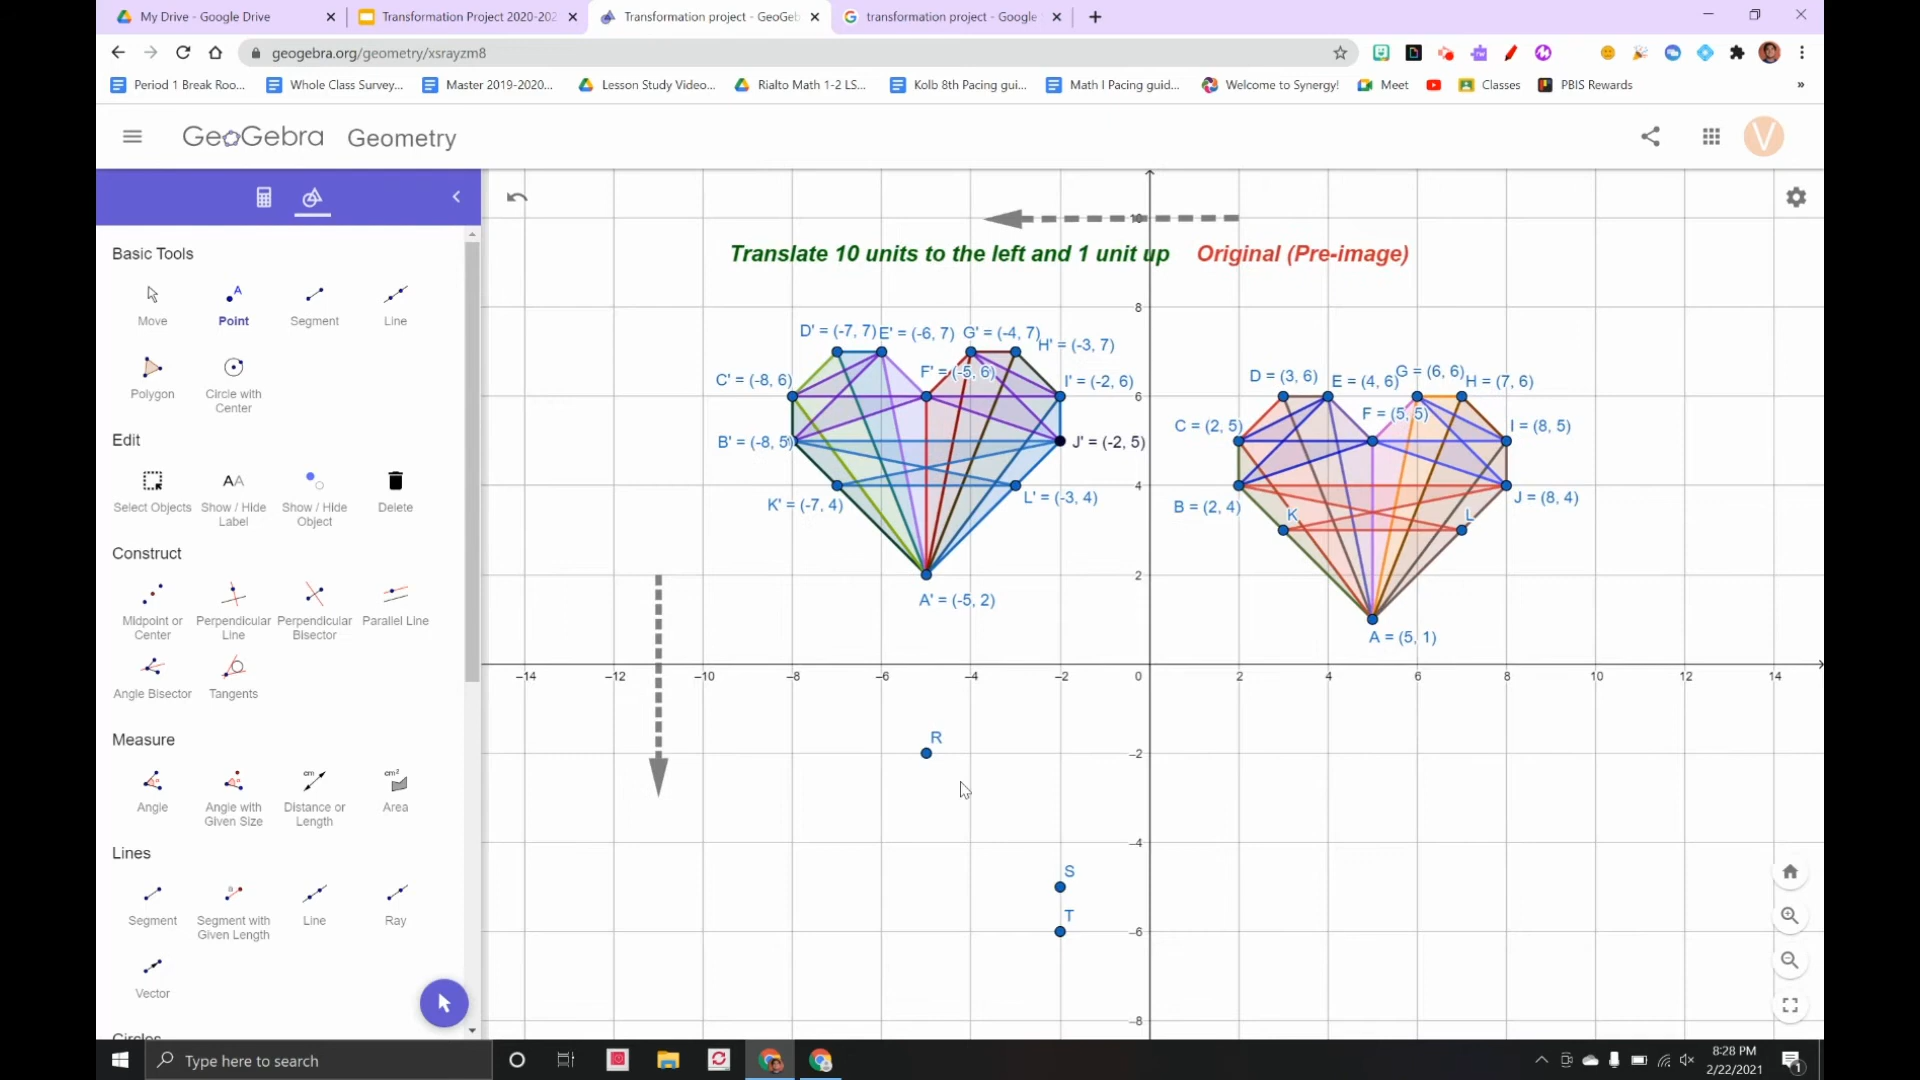 My Drive - Google Drive
Transformation Project 2020-202
Transformation project - GeoGeb
transformation project - Google
geogebra.org/geometry/xsrayzm8
Period 1 Break Roo...
Whole Class Survey...
Master 2019-2020...
Lesson Study Video...
Rialto Math 1-2 LS...
Kolb 8th Pacing gui...
Math I Pacing guid...
Welcome to Synergy!
Meet
Classes
PBIS Rewards
GeoGebra Geometry
V
Basic Tools
Move
Point
Segment
Line
Polygon
Circle with Center
Edit
Select Objects
Show / Hide Label
Show / Hide Object
Delete
Construct
Midpoint or Center
Perpendicular Line
Perpendicular Bisector
Parallel Line
Angle Bisector
Tangents
Measure
Angle
Angle with Given Size
Distance or Length
Area
Lines
Segment
Segment with Given Length
Line
Ray
Vector
Circles
Translate 10 units to the left and 1 unit up
Original (Pre-image)
D' = (-7, 7)
E' = (-6, 7)
G' = (-4, 7)
H' = (-3, 7)
C' = (-8, 6)
F' = (-5, 6)
I' = (-2, 6)
B' = (-8, 5)
J' = (-2, 5)
K' = (-7, 4)
L' = (-3, 4)
A' = (-5, 2)
D = (3, 6)
E = (4, 6)
G = (6, 6)
H = (7, 6)
C = (2, 5)
F = (5, 5)
I = (8, 5)
B = (2, 4)
J = (8, 4)
K
L
A = (5, 1)
10
8
6
4
2
–14 –12 –10 –8 –6 –4 –2 0 2 4 6 8 10 12 14
R
–2
–4
S
T
–6
–8
Type here to search
8:28 PM
2/22/2021
1